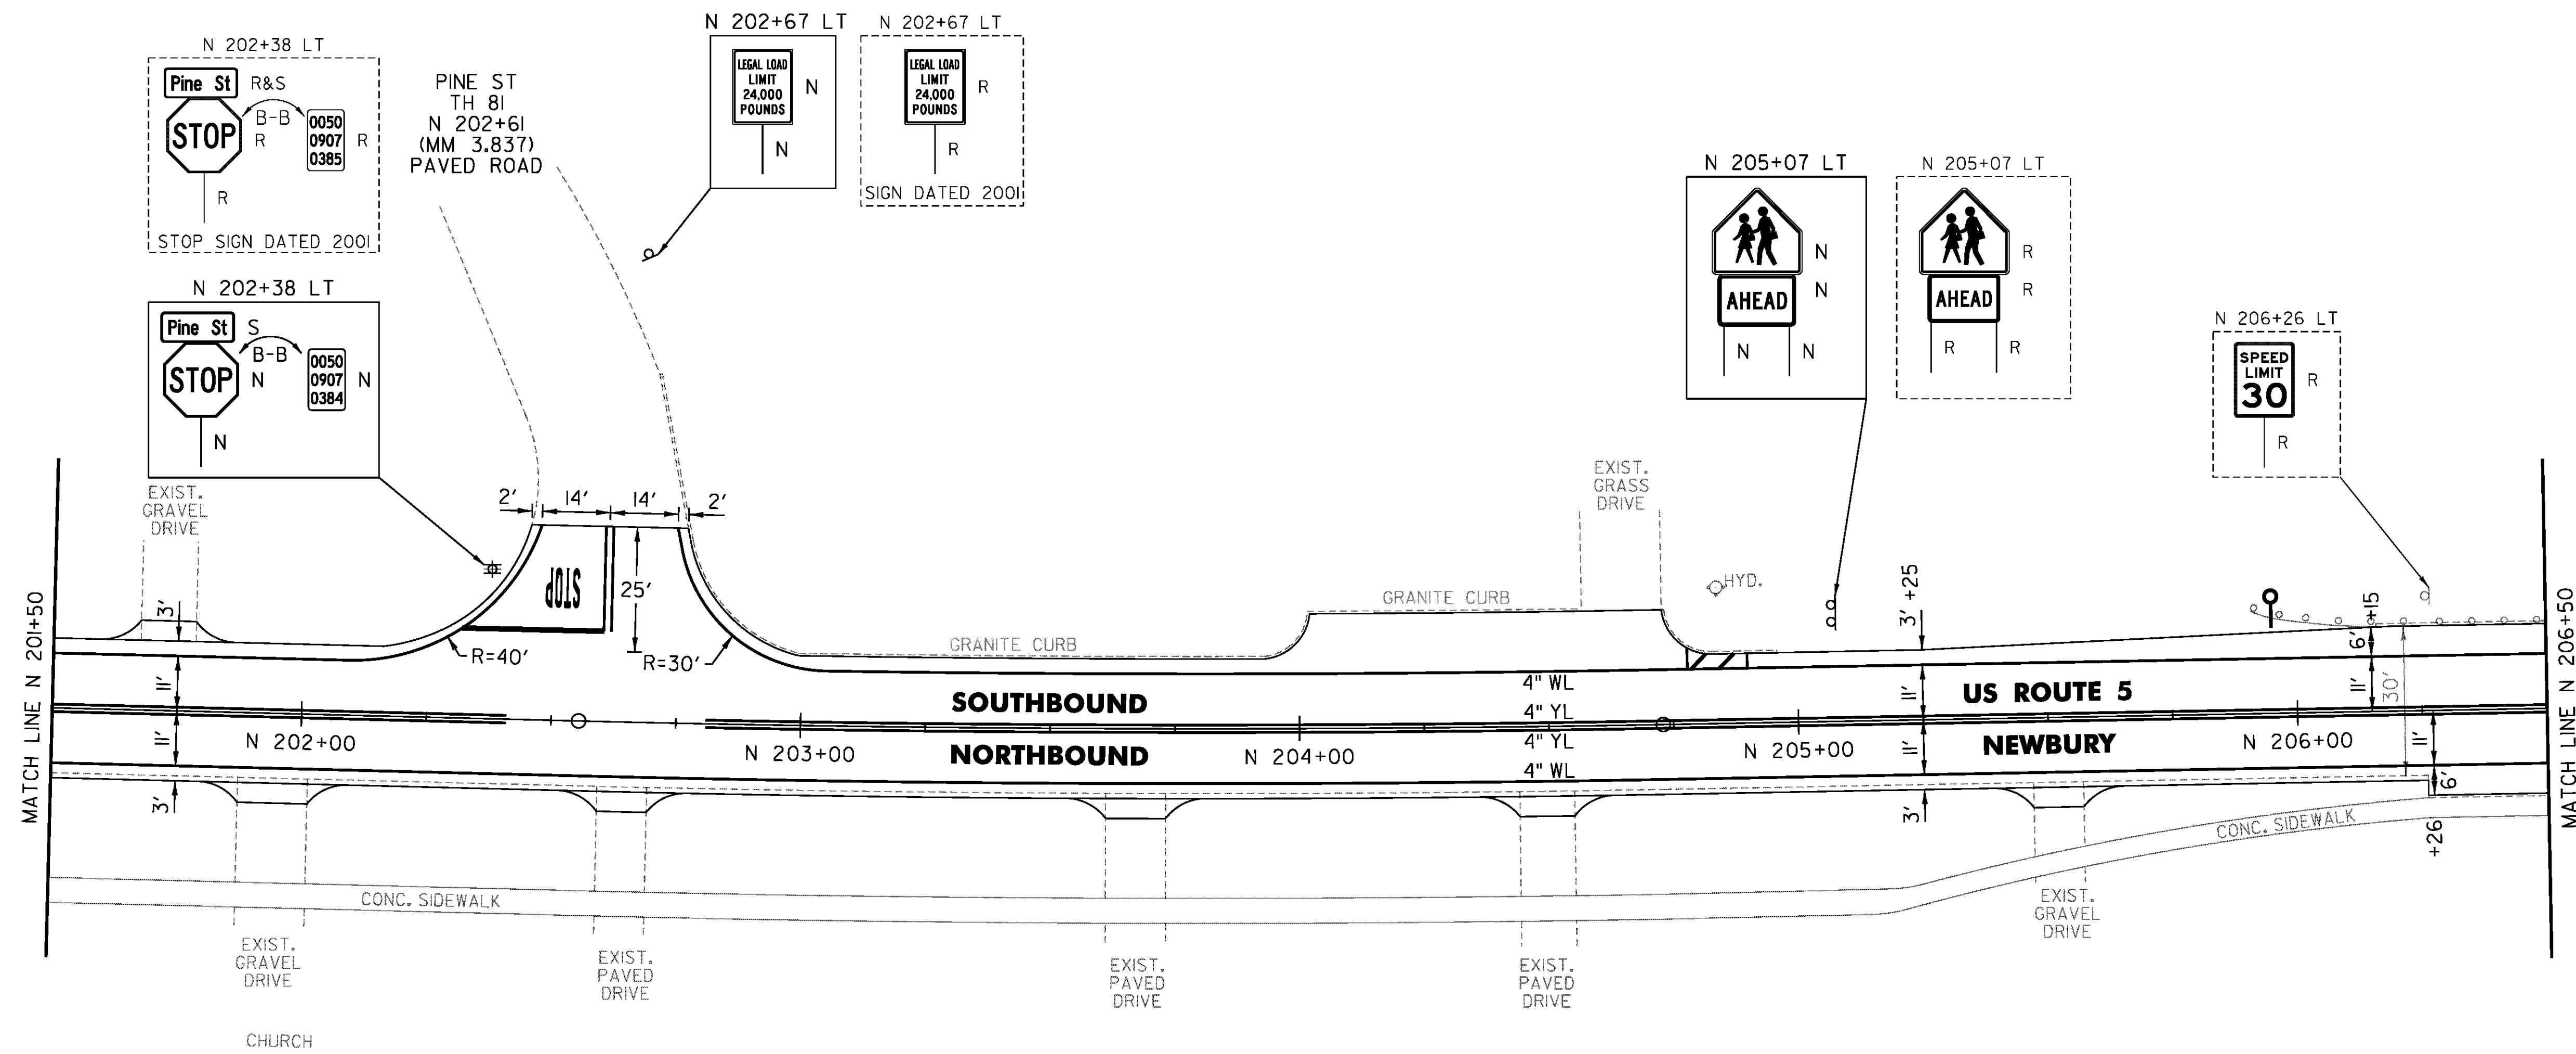 N 202+38 LT
Pine St R&S
STOP
B-B
R
0050
0907
0385
R
R
STOP SIGN DATED 2001
N 202+38 LT
Pine St S
STOP
B-B
N
0050
0907
0384
N
N
PINE ST
TH 81
N 202+61
(MM 3.837)
PAVED ROAD
N 202+67 LT
LEGAL LOAD
LIMIT
24,000
POUNDS
N
N
N 202+67 LT
LEGAL LOAD
LIMIT
24,000
POUNDS
R
R
SIGN DATED 2001
N 205+07 LT
N
AHEAD N
N N
N 205+07 LT
R
AHEAD R
R R
N 206+26 LT
SPEED
LIMIT
30
R
R
EXIST.
GRAVEL
DRIVE
2' 14' 14' 2'
STOP
25'
R=40'
R=30'
GRANITE CURB
GRANITE CURB
EXIST.
GRASS
DRIVE
HYD.
3' +25
+15
6'
3'
11'
11'
3'
11'
11'
3'
11'
30'
11'
6'
+26
MATCH LINE N 201+50
MATCH LINE N 206+50
SOUTHBOUND
NORTHBOUND
4" WL
4" YL
4" YL
4" WL
US ROUTE 5
NEWBURY
N 202+00
N 203+00
N 204+00
N 205+00
N 206+00
CONC. SIDEWALK
CONC. SIDEWALK
EXIST.
GRAVEL
DRIVE
EXIST.
PAVED
DRIVE
EXIST.
PAVED
DRIVE
EXIST.
PAVED
DRIVE
EXIST.
GRAVEL
DRIVE
CHURCH